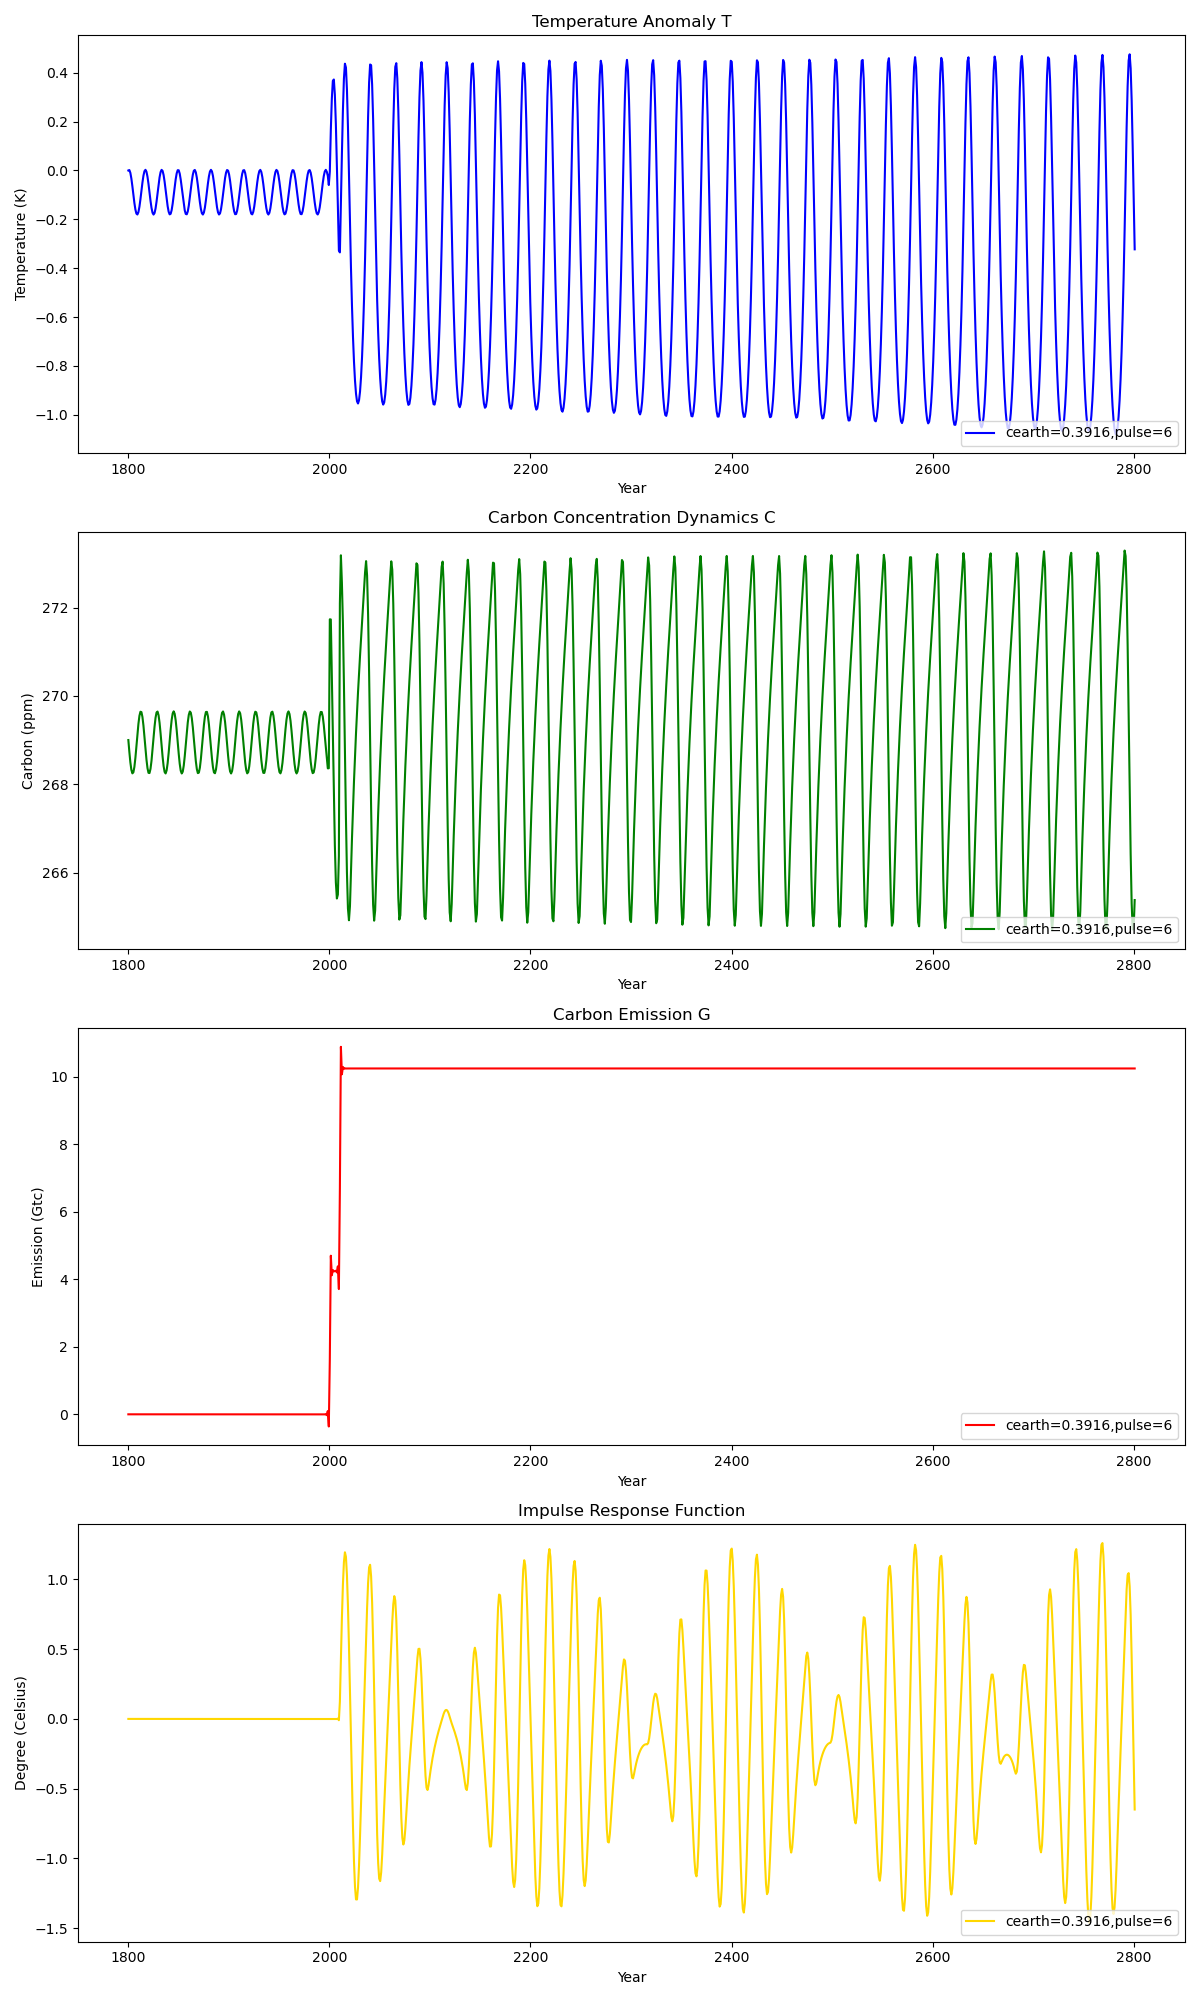 Temperature Anomaly T
Temperature (K)
0.4
0.2
0.0
−0.2
−0.4
−0.6
−0.8
−1.0
cearth=0.3916,pulse=6
1800 2000 2200 2400 2600 2800
Year
Carbon Concentration Dynamics C
Carbon (ppm)
272
270
268
266
cearth=0.3916,pulse=6
1800 2000 2200 2400 2600 2800
Year
Carbon Emission G
Emission (Gtc)
10
8
6
4
2
0
cearth=0.3916,pulse=6
1800 2000 2200 2400 2600 2800
Year
Impulse Response Function
Degree (Celsius)
1.0
0.5
0.0
−0.5
−1.0
−1.5
cearth=0.3916,pulse=6
1800 2000 2200 2400 2600 2800
Year